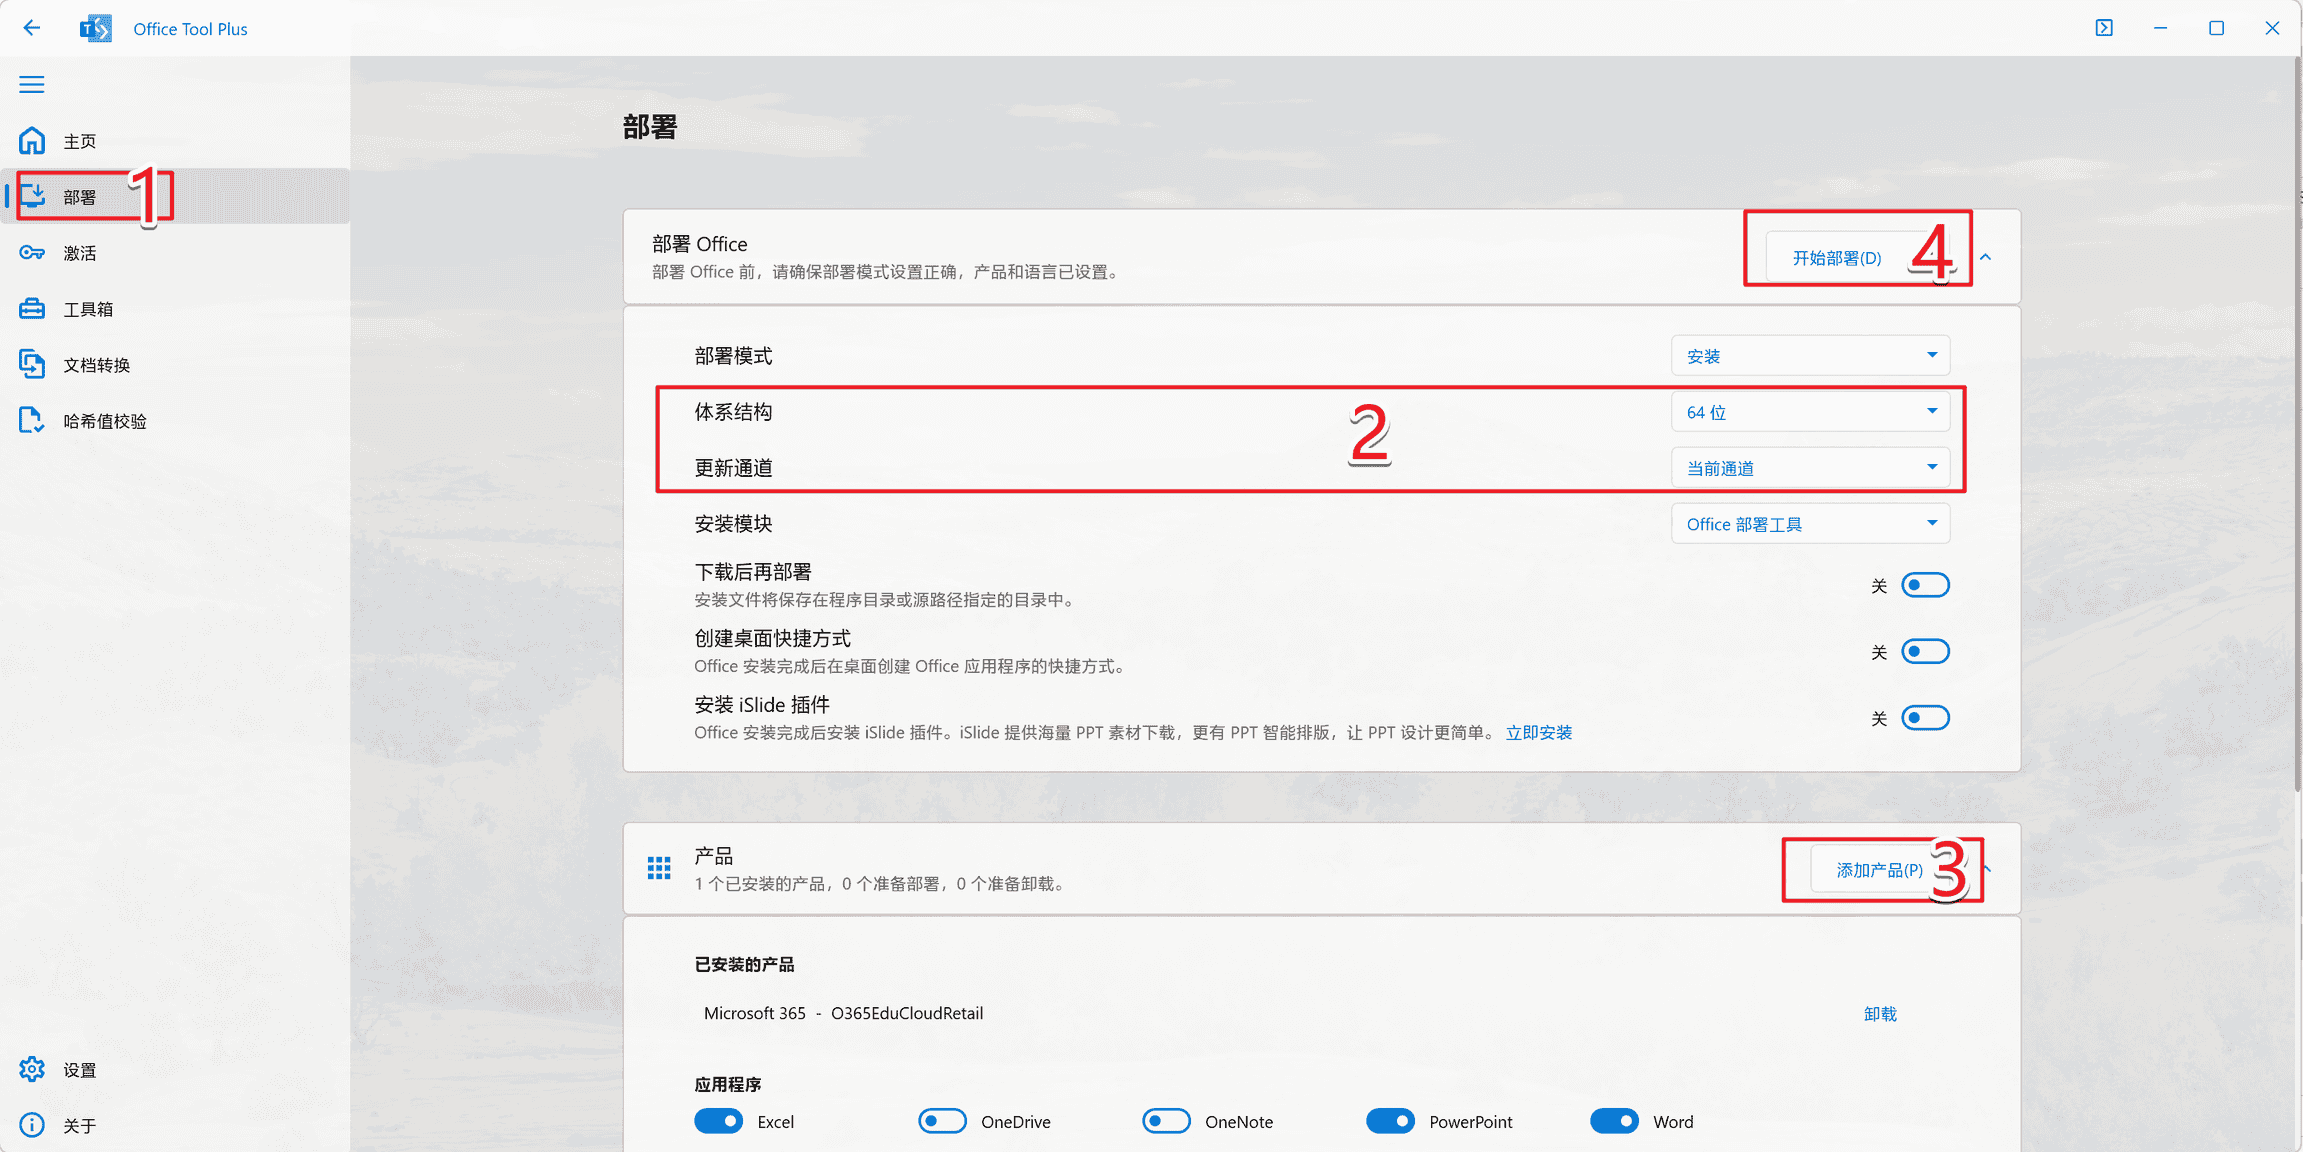 Office Tool Plus
主页
部署
1
激活
工具箱
文档转换
哈希值校验
设置
关于
部署
部署 Office
部署 Office 前，请确保部署模式设置正确，产品和语言已设置。
开始部署(D)
4
部署模式
安装
体系结构
2
64 位
更新通道
当前通道
安装模块
Office 部署工具
下载后再部署
安装文件将保存在程序目录或源路径指定的目录中。
关
创建桌面快捷方式
Office 安装完成后在桌面创建 Office 应用程序的快捷方式。
关
安装 iSlide 插件
Office 安装完成后安装 iSlide 插件。iSlide 提供海量 PPT 素材下载，更有 PPT 智能排版，让 PPT 设计更简单。 立即安装
关
产品
1 个已安装的产品，0 个准备部署，0 个准备卸载。
添加产品(P)
3
已安装的产品
Microsoft 365 - O365EduCloudRetail
卸载
应用程序
Excel
OneDrive
OneNote
PowerPoint
Word